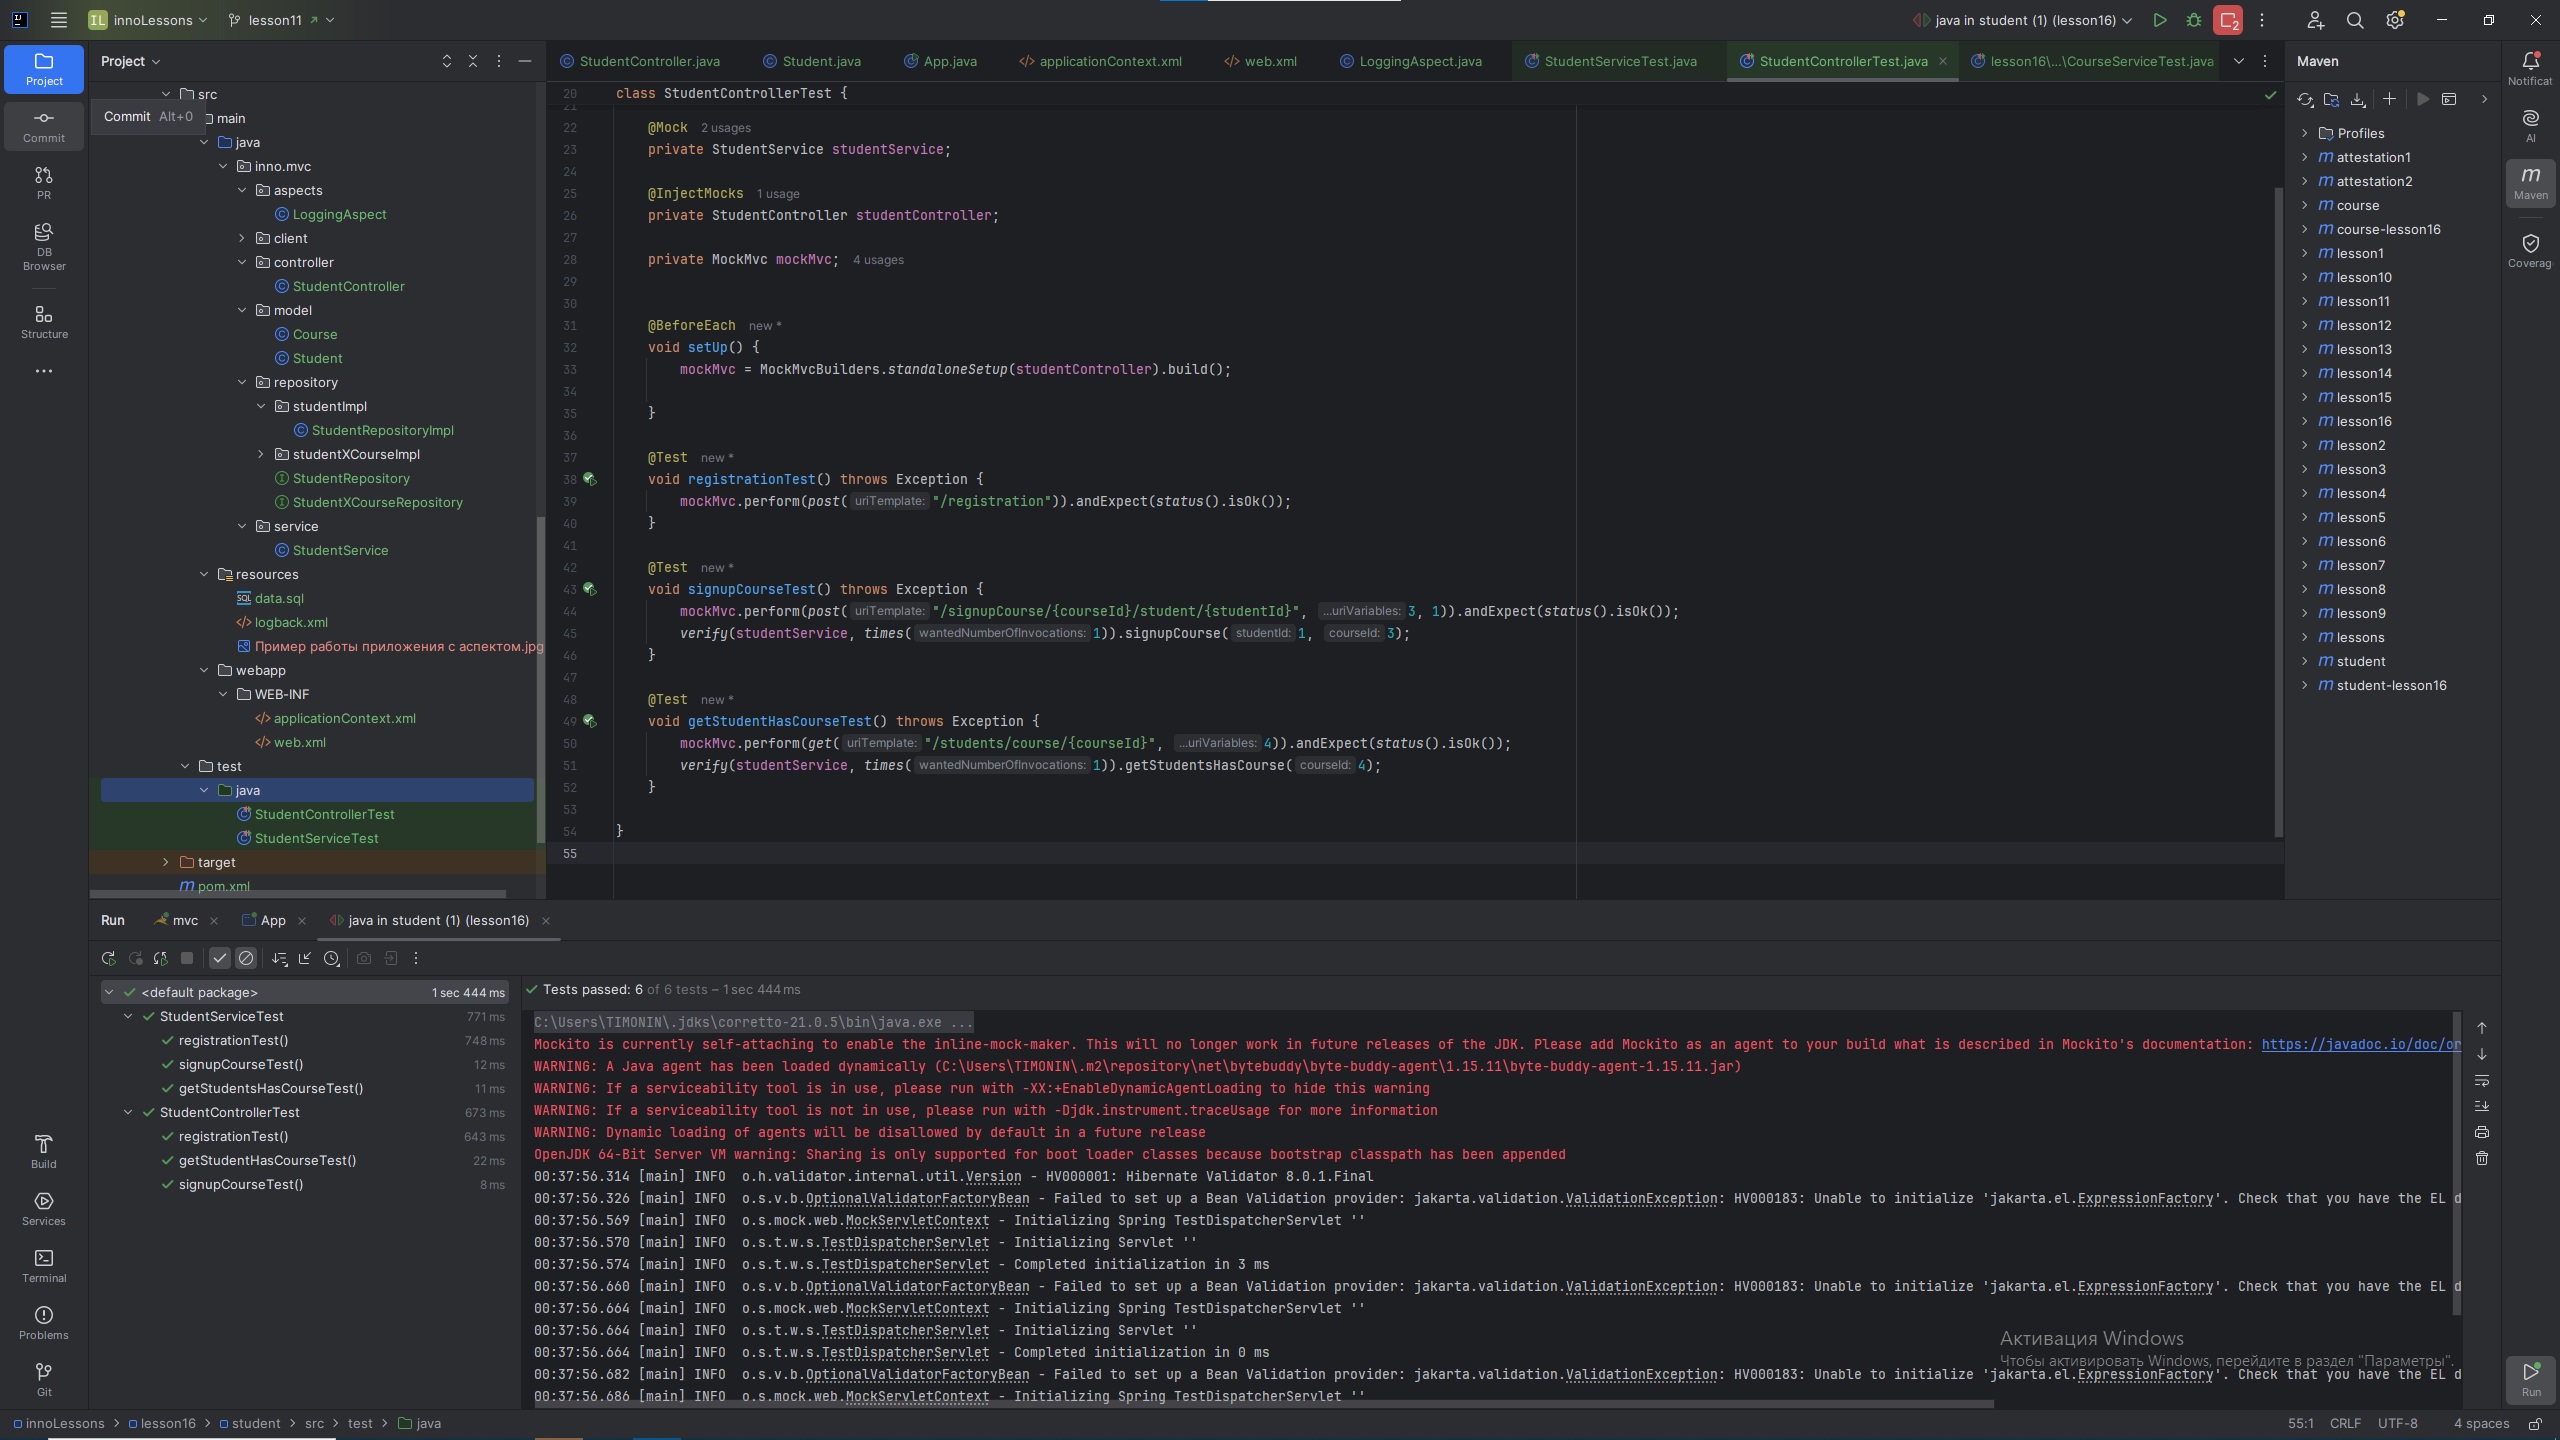 IL innoLessons
lesson11
java in student (1) (lesson16)
2
Project
Commit
PR
DB Browser
Structure
Project
src
Commit Alt+0
main
java
inno.mvc
aspects
LoggingAspect
client
controller
StudentController
model
Course
Student
repository
studentImpl
StudentRepositoryImpl
studentXCourseImpl
StudentRepository
StudentXCourseRepository
service
StudentService
resources
data.sql
logback.xml
Пример работы приложения с аспектом.jpg
webapp
WEB-INF
applicationContext.xml
web.xml
test
java
StudentControllerTest
StudentServiceTest
target
pom.xml
StudentController.java
Student.java
App.java
applicationContext.xml
web.xml
LoggingAspect.java
StudentServiceTest.java
StudentControllerTest.java
lesson16\...\CourseServiceTest.java
20 class StudentControllerTest {
21
22 @Mock 2 usages
23 private StudentService studentService;
24
25 @InjectMocks 1 usage
26 private StudentController studentController;
27
28 private MockMvc mockMvc; 4 usages
29
30
31 @BeforeEach new *
32 void setUp() {
33 mockMvc = MockMvcBuilders.standaloneSetup(studentController).build();
34
35 }
36
37 @Test new *
38 void registrationTest() throws Exception {
39 mockMvc.perform(post( uriTemplate: "/registration")).andExpect(status().isOk());
40 }
41
42 @Test new *
43 void signupCourseTest() throws Exception {
44 mockMvc.perform(post( uriTemplate: "/signupCourse/{courseId}/student/{studentId}", ...uriVariables: 3, 1)).andExpect(status().isOk());
45 verify(studentService, times( wantedNumberOfInvocations: 1)).signupCourse( studentId: 1, courseId: 3);
46 }
47
48 @Test new *
49 void getStudentHasCourseTest() throws Exception {
50 mockMvc.perform(get( uriTemplate: "/students/course/{courseId}", ...uriVariables: 4)).andExpect(status().isOk());
51 verify(studentService, times( wantedNumberOfInvocations: 1)).getStudentsHasCourse( courseId: 4);
52 }
53
54 }
55
Maven
Profiles
attestation1
attestation2
course
course-lesson16
lesson1
lesson10
lesson11
lesson12
lesson13
lesson14
lesson15
lesson16
lesson2
lesson3
lesson4
lesson5
lesson6
lesson7
lesson8
lesson9
lessons
student
student-lesson16
Notificat
AI
Maven
Coverag
Run
mvc
App
java in student (1) (lesson16)
<default package> 1 sec 444 ms
StudentServiceTest 771 ms
registrationTest() 748 ms
signupCourseTest() 12 ms
getStudentsHasCourseTest() 11 ms
StudentControllerTest 673 ms
registrationTest() 643 ms
getStudentHasCourseTest() 22 ms
signupCourseTest() 8 ms
Tests passed: 6 of 6 tests – 1 sec 444 ms
C:\Users\TIMONIN\.jdks\corretto-21.0.5\bin\java.exe ...
Mockito is currently self-attaching to enable the inline-mock-maker. This will no longer work in future releases of the JDK. Please add Mockito as an agent to your build what is described in Mockito's documentation: https://javadoc.io/doc/or
WARNING: A Java agent has been loaded dynamically (C:\Users\TIMONIN\.m2\repository\net\bytebuddy\byte-buddy-agent\1.15.11\byte-buddy-agent-1.15.11.jar)
WARNING: If a serviceability tool is in use, please run with -XX:+EnableDynamicAgentLoading to hide this warning
WARNING: If a serviceability tool is not in use, please run with -Djdk.instrument.traceUsage for more information
WARNING: Dynamic loading of agents will be disallowed by default in a future release
OpenJDK 64-Bit Server VM warning: Sharing is only supported for boot loader classes because bootstrap classpath has been appended
00:37:56.314 [main] INFO  o.h.validator.internal.util.Version - HV000001: Hibernate Validator 8.0.1.Final
00:37:56.326 [main] INFO  o.s.v.b.OptionalValidatorFactoryBean - Failed to set up a Bean Validation provider: jakarta.validation.ValidationException: HV000183: Unable to initialize 'jakarta.el.ExpressionFactory'. Check that you have the EL d
00:37:56.569 [main] INFO  o.s.mock.web.MockServletContext - Initializing Spring TestDispatcherServlet ''
00:37:56.570 [main] INFO  o.s.t.w.s.TestDispatcherServlet - Initializing Servlet ''
00:37:56.574 [main] INFO  o.s.t.w.s.TestDispatcherServlet - Completed initialization in 3 ms
00:37:56.660 [main] INFO  o.s.v.b.OptionalValidatorFactoryBean - Failed to set up a Bean Validation provider: jakarta.validation.ValidationException: HV000183: Unable to initialize 'jakarta.el.ExpressionFactory'. Check that you have the EL d
00:37:56.664 [main] INFO  o.s.mock.web.MockServletContext - Initializing Spring TestDispatcherServlet ''
00:37:56.664 [main] INFO  o.s.t.w.s.TestDispatcherServlet - Initializing Servlet ''
00:37:56.664 [main] INFO  o.s.t.w.s.TestDispatcherServlet - Completed initialization in 0 ms
00:37:56.682 [main] INFO  o.s.v.b.OptionalValidatorFactoryBean - Failed to set up a Bean Validation provider: jakarta.validation.ValidationException: HV000183: Unable to initialize 'jakarta.el.ExpressionFactory'. Check that you have the EL d
00:37:56.686 [main] INFO  o.s.mock.web.MockServletContext - Initializing Spring TestDispatcherServlet ''
Активация Windows
Чтобы активировать Windows, перейдите в раздел "Параметры".
Build
Services
Terminal
Problems
Git
Run
innoLessons > lesson16 > student > src > test > java
55:1 CRLF UTF-8 4 spaces